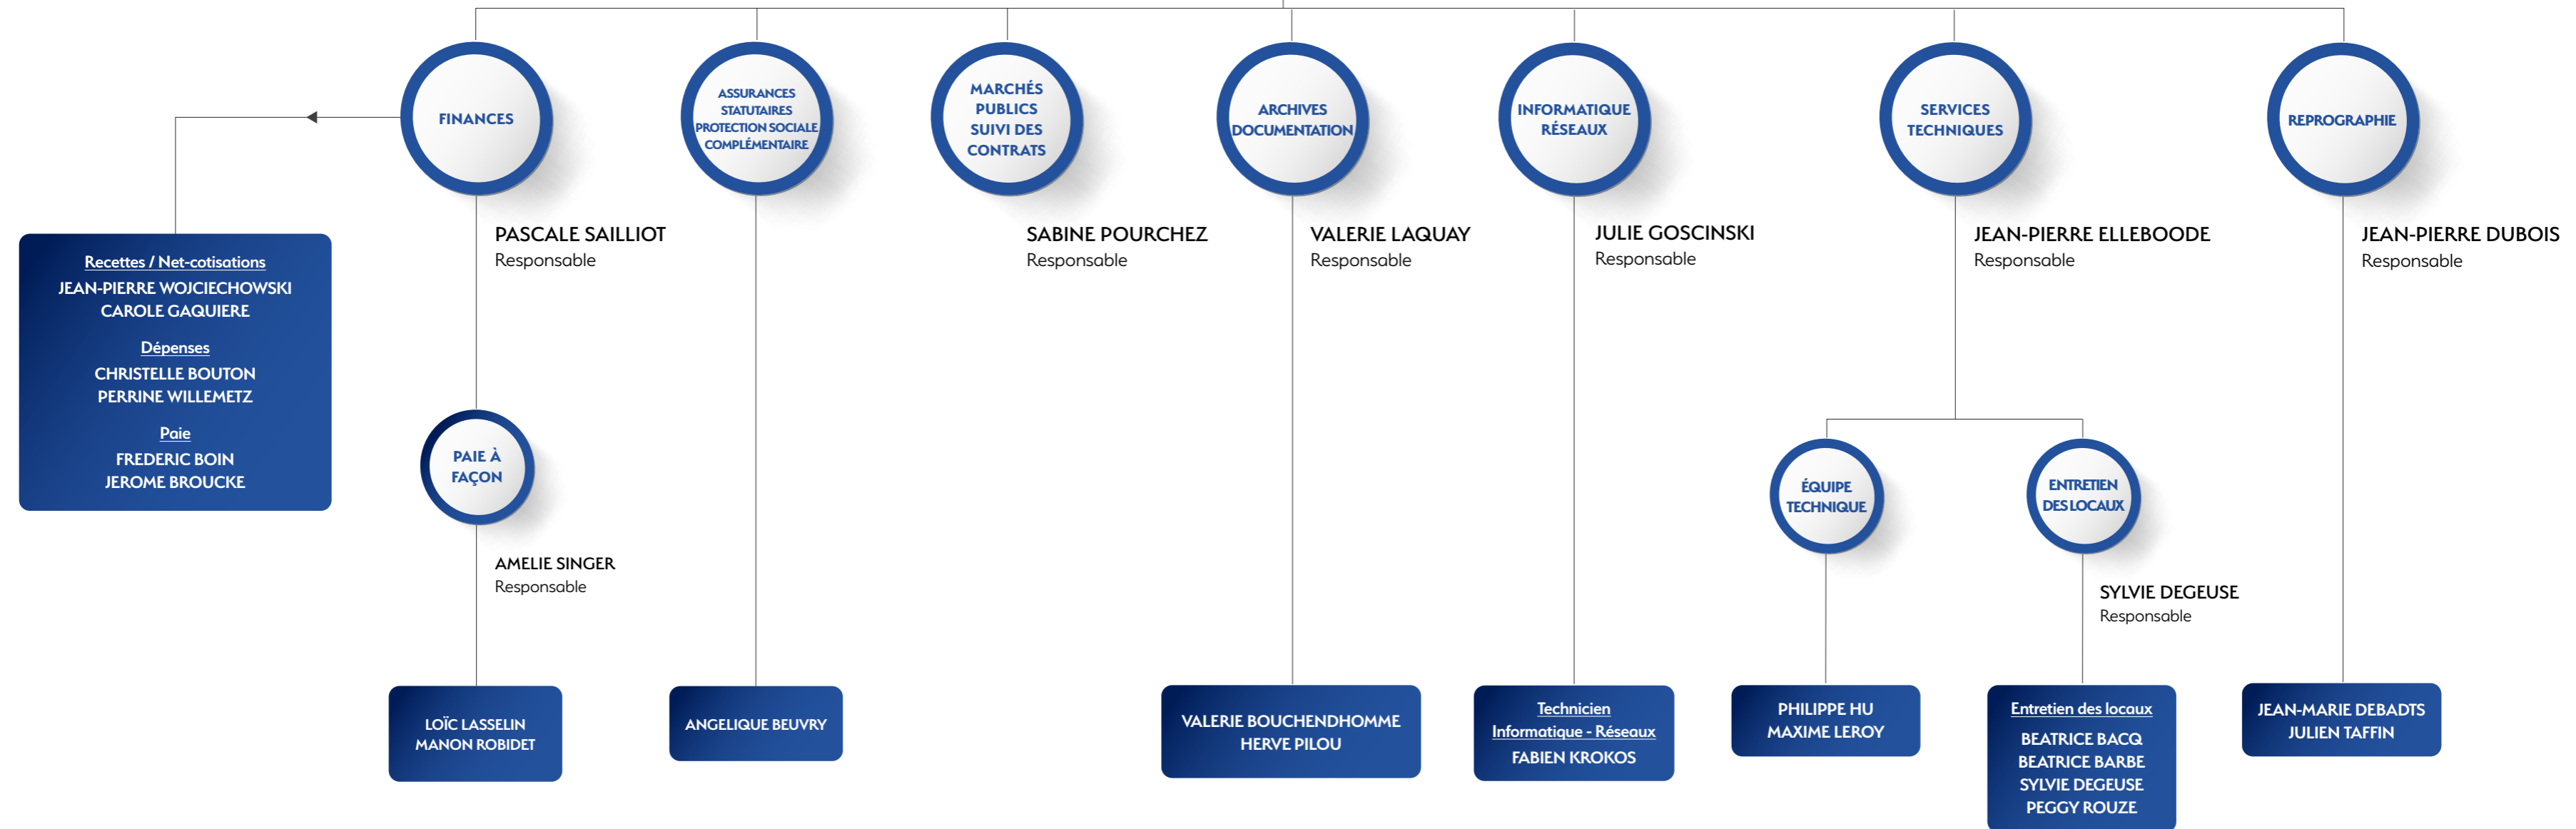 FINANCES
ASSURANCES
STATUTAIRES
PROTECTION SOCIALE
COMPLÉMENTAIRE
MARCHÉS
PUBLICS
SUIVI DES
CONTRATS
ARCHIVES
DOCUMENTATION
INFORMATIQUE
RÉSEAUX
SERVICES
TECHNIQUES
REPROGRAPHIE
PASCALE SAILLIOT
Responsable
SABINE POURCHEZ
Responsable
VALERIE LAQUAY
Responsable
JULIE GOSCINSKI
Responsable
JEAN-PIERRE ELLEBOODE
Responsable
JEAN-PIERRE DUBOIS
Responsable
Recettes / Net-cotisations
JEAN-PIERRE WOJCIECHOWSKI
CAROLE GAQUIERE
Dépenses
CHRISTELLE BOUTON
PERRINE WILLEMETZ
Paie
FREDERIC BOIN
JEROME BROUCKE
PAIE À
FAÇON
AMELIE SINGER
Responsable
ÉQUIPE
TECHNIQUE
ENTRETIEN
DES LOCAUX
SYLVIE DEGEUSE
Responsable
LOÏC LASSELIN
MANON ROBIDET
ANGELIQUE BEUVRY
VALERIE BOUCHENDHOMME
HERVE PILOU
Technicien
Informatique - Réseaux
FABIEN KROKOS
PHILIPPE HU
MAXIME LEROY
Entretien des locaux
BEATRICE BACQ
BEATRICE BARBE
SYLVIE DEGEUSE
PEGGY ROUZE
JEAN-MARIE DEBADTS
JULIEN TAFFIN